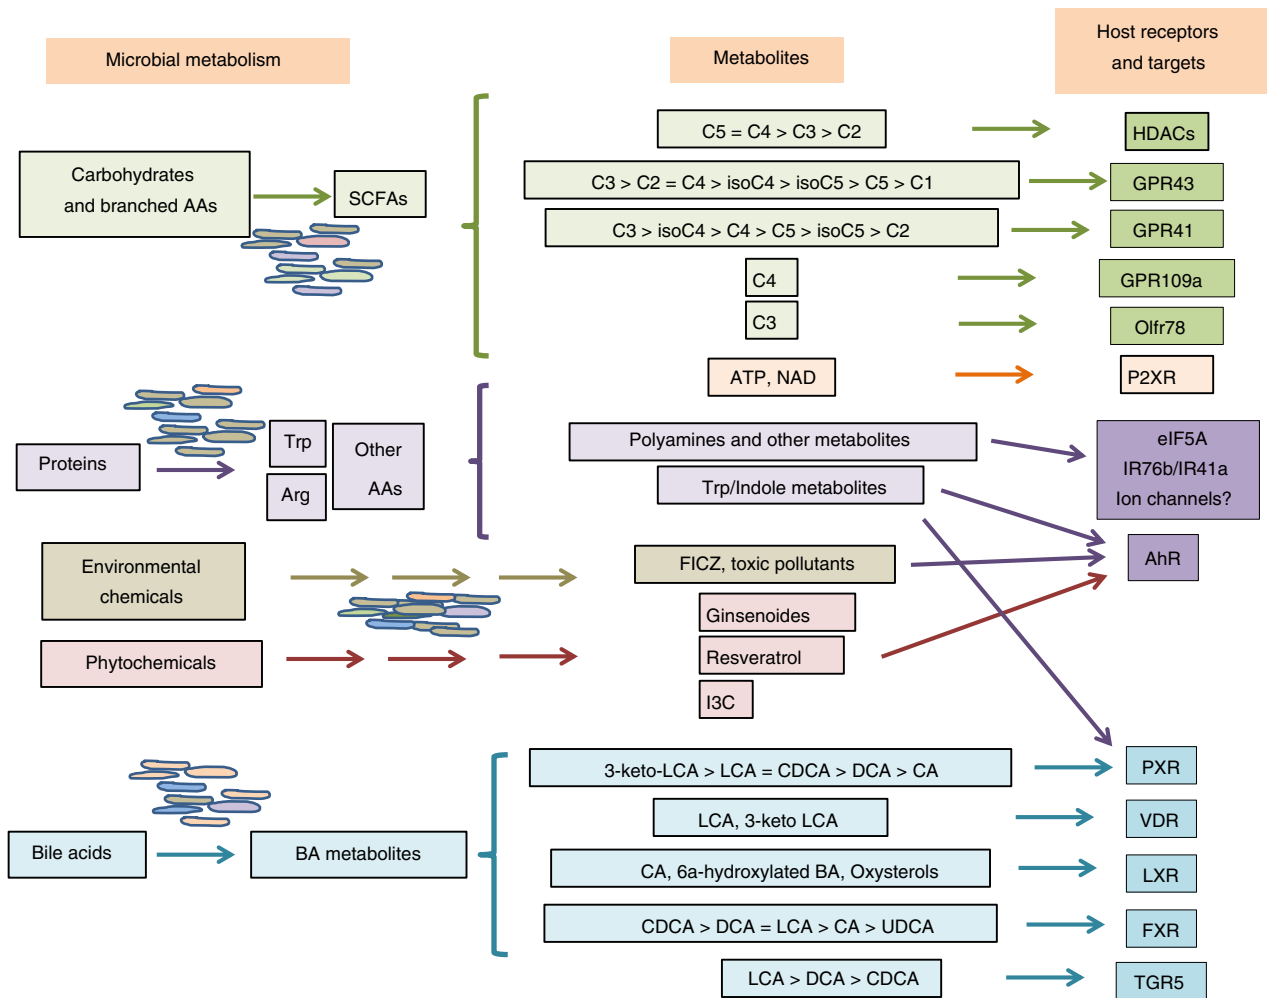 Microbial metabolism
Metabolites
Host receptors
and targets
Carbohydrates
and branched AAs
SCFAs
C5 = C4 > C3 > C2
HDACs
C3 > C2 = C4 > isoC4 > isoC5 > C5 > C1
GPR43
C3 > isoC4 > C4 > C5 > isoC5 > C2
GPR41
C4
GPR109a
C3
Olfr78
ATP, NAD
P2XR
Proteins
Trp
Arg
Other
AAs
Polyamines and other metabolites
eIF5A
IR76b/IR41a
Ion channels?
Trp/Indole metabolites
AhR
Environmental
chemicals
FICZ, toxic pollutants
Phytochemicals
Ginsenoides
Resveratrol
I3C
Bile acids
BA metabolites
3-keto-LCA > LCA = CDCA > DCA > CA
PXR
LCA, 3-keto LCA
VDR
CA, 6a-hydroxylated BA, Oxysterols
LXR
CDCA > DCA = LCA > CA > UDCA
FXR
LCA > DCA > CDCA
TGR5